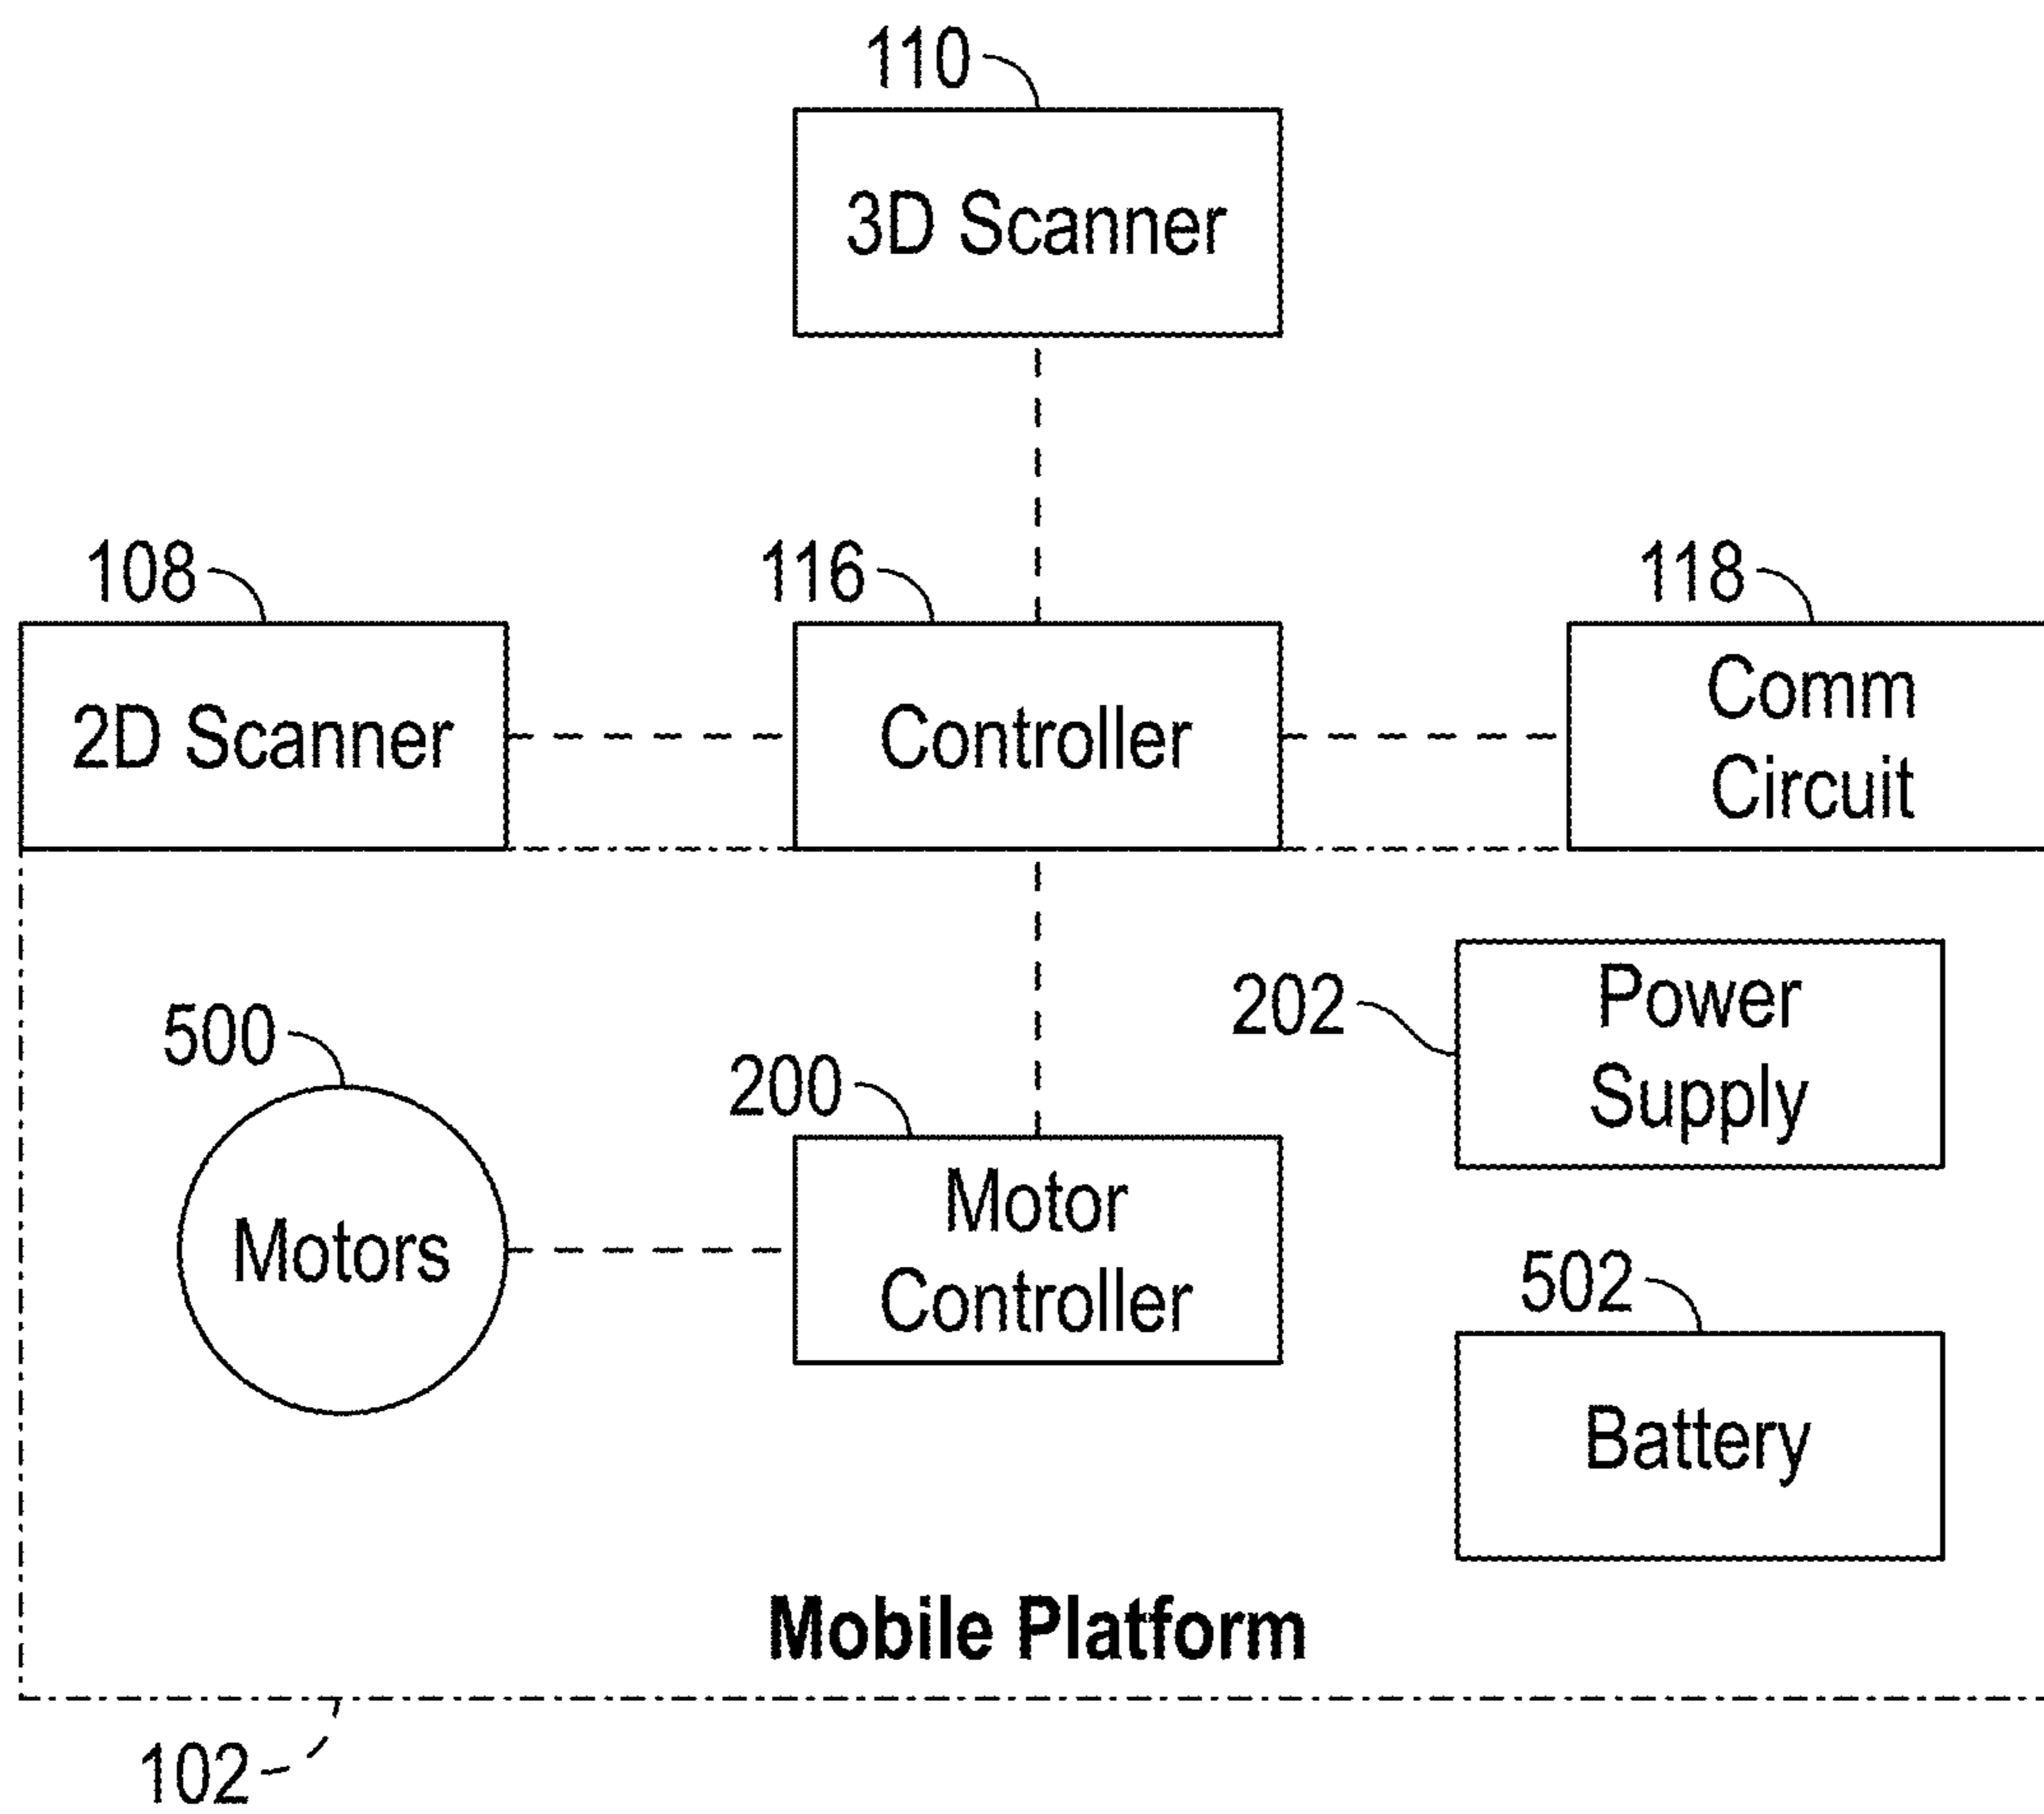 110
3D Scanner
108
116
118
2D Scanner
Controller
Comm
Circuit
500
200
202
Power
Supply
Motors
Motor
Controller
502
Battery
Mobile Platform
102